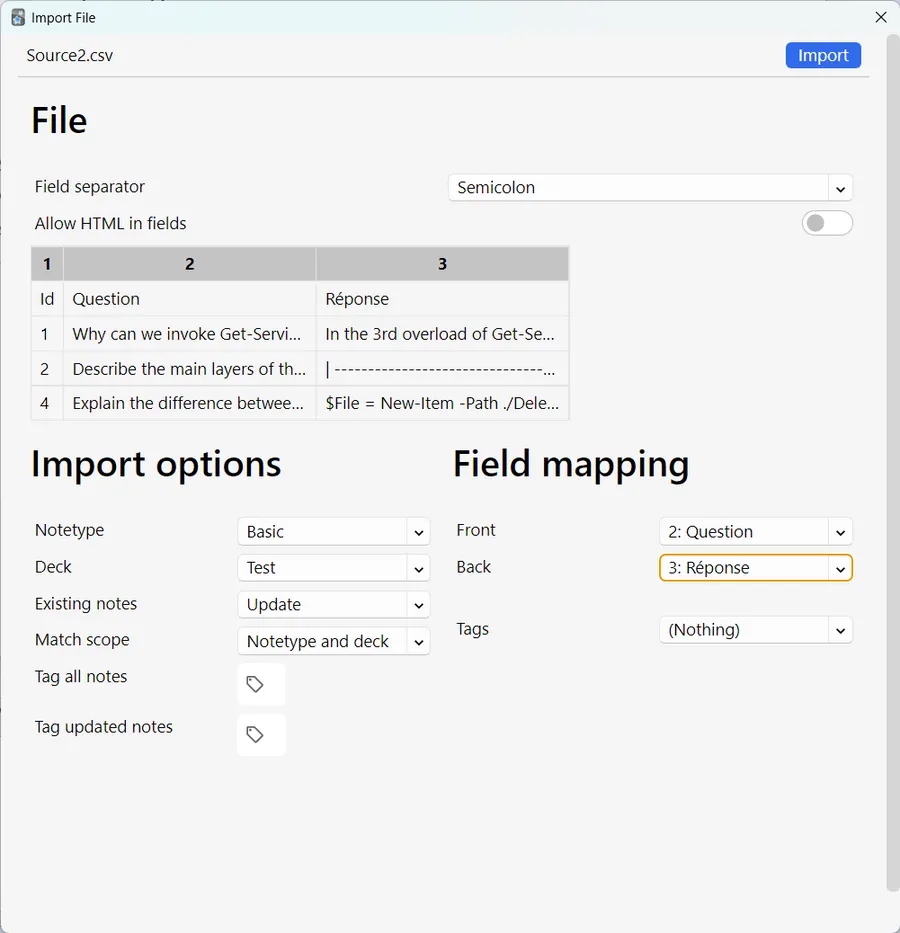 Import File
Source2.csv Import
File
Field separator Semicolon
Allow HTML in fields
1 2 3
Id Question Réponse
1 Why can we invoke Get-Servi... In the 3rd overload of Get-Se...
2 Describe the main layers of th... | -------------------------------...
4 Explain the difference betwee... $File = New-Item -Path ./Dele...
Import options
Notetype Basic
Deck Test
Existing notes Update
Match scope Notetype and deck
Tag all notes
Tag updated notes
Field mapping
Front 2: Question
Back 3: Réponse
Tags (Nothing)